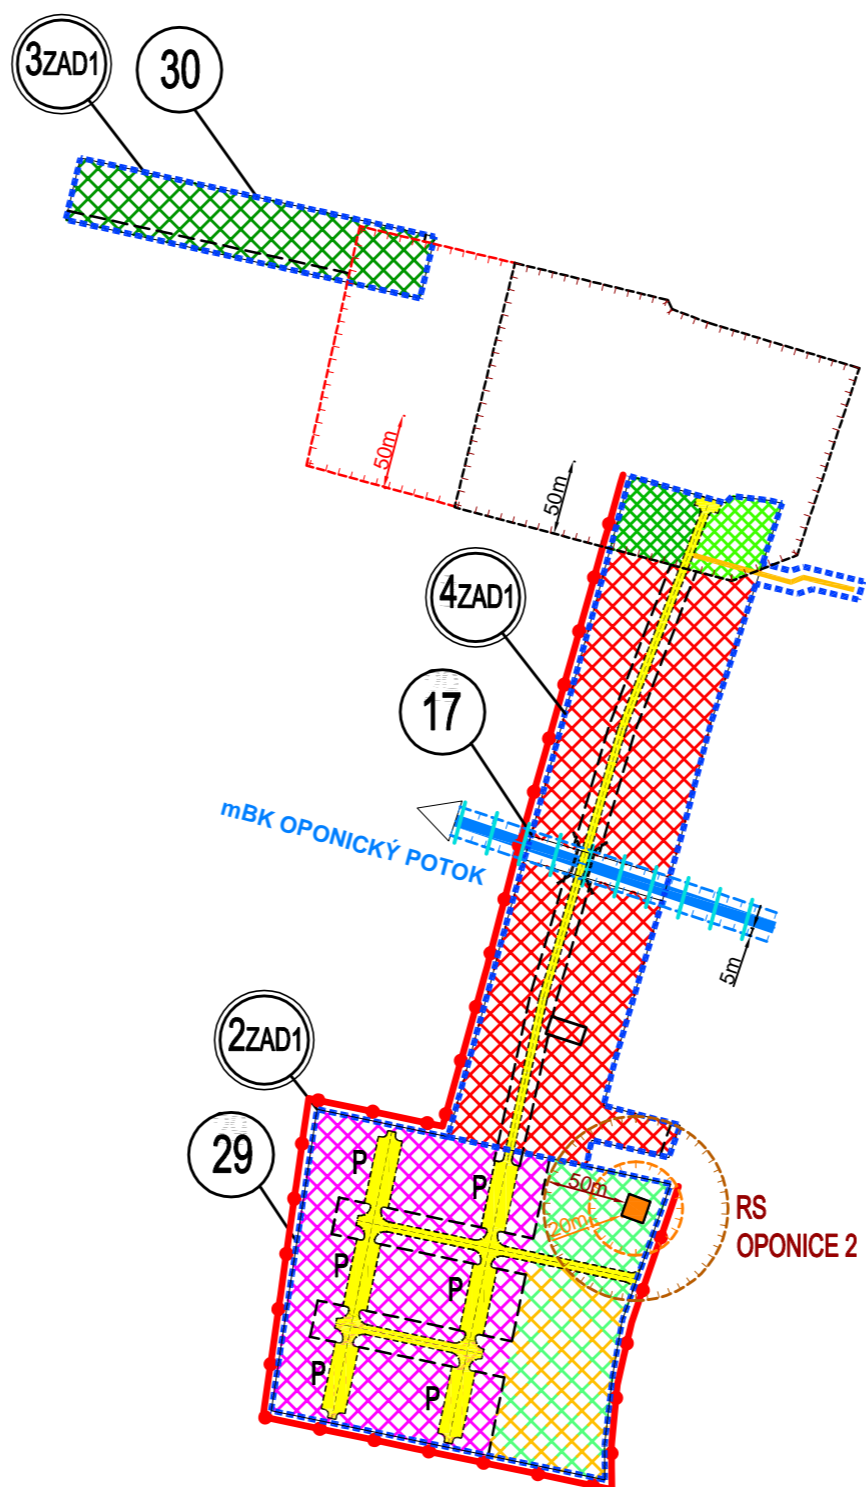 3ZAD1
30
50m
50m
4ZAD1
17
mBK OPONICKÝ POTOK
5m
2ZAD1
29
P
P
50m
20m
RS
OPONICE 2
P
P
P
P